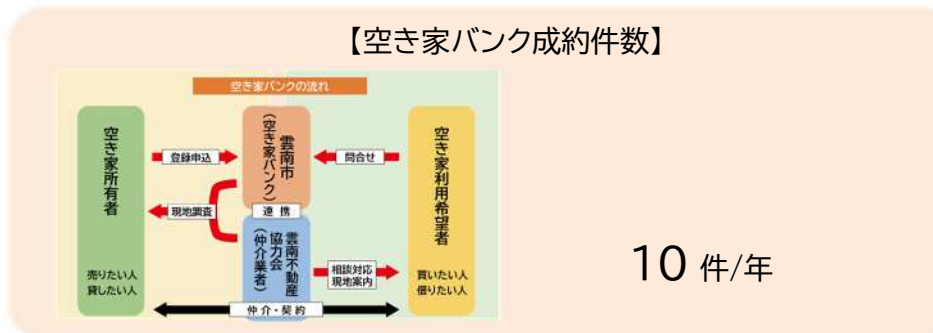 【空き家バンク成約件数】
空き家バンクの流れ
空き家所有者
売りたい人
貸したい人
登録申込
現地調査
雲南市
(空き家バンク)
連携
雲南不動産
協力会
(仲介業者)
問合せ
相談対応
現地案内
空き家利用希望者
買いたい人
借りたい人
仲介・契約
10 件/年